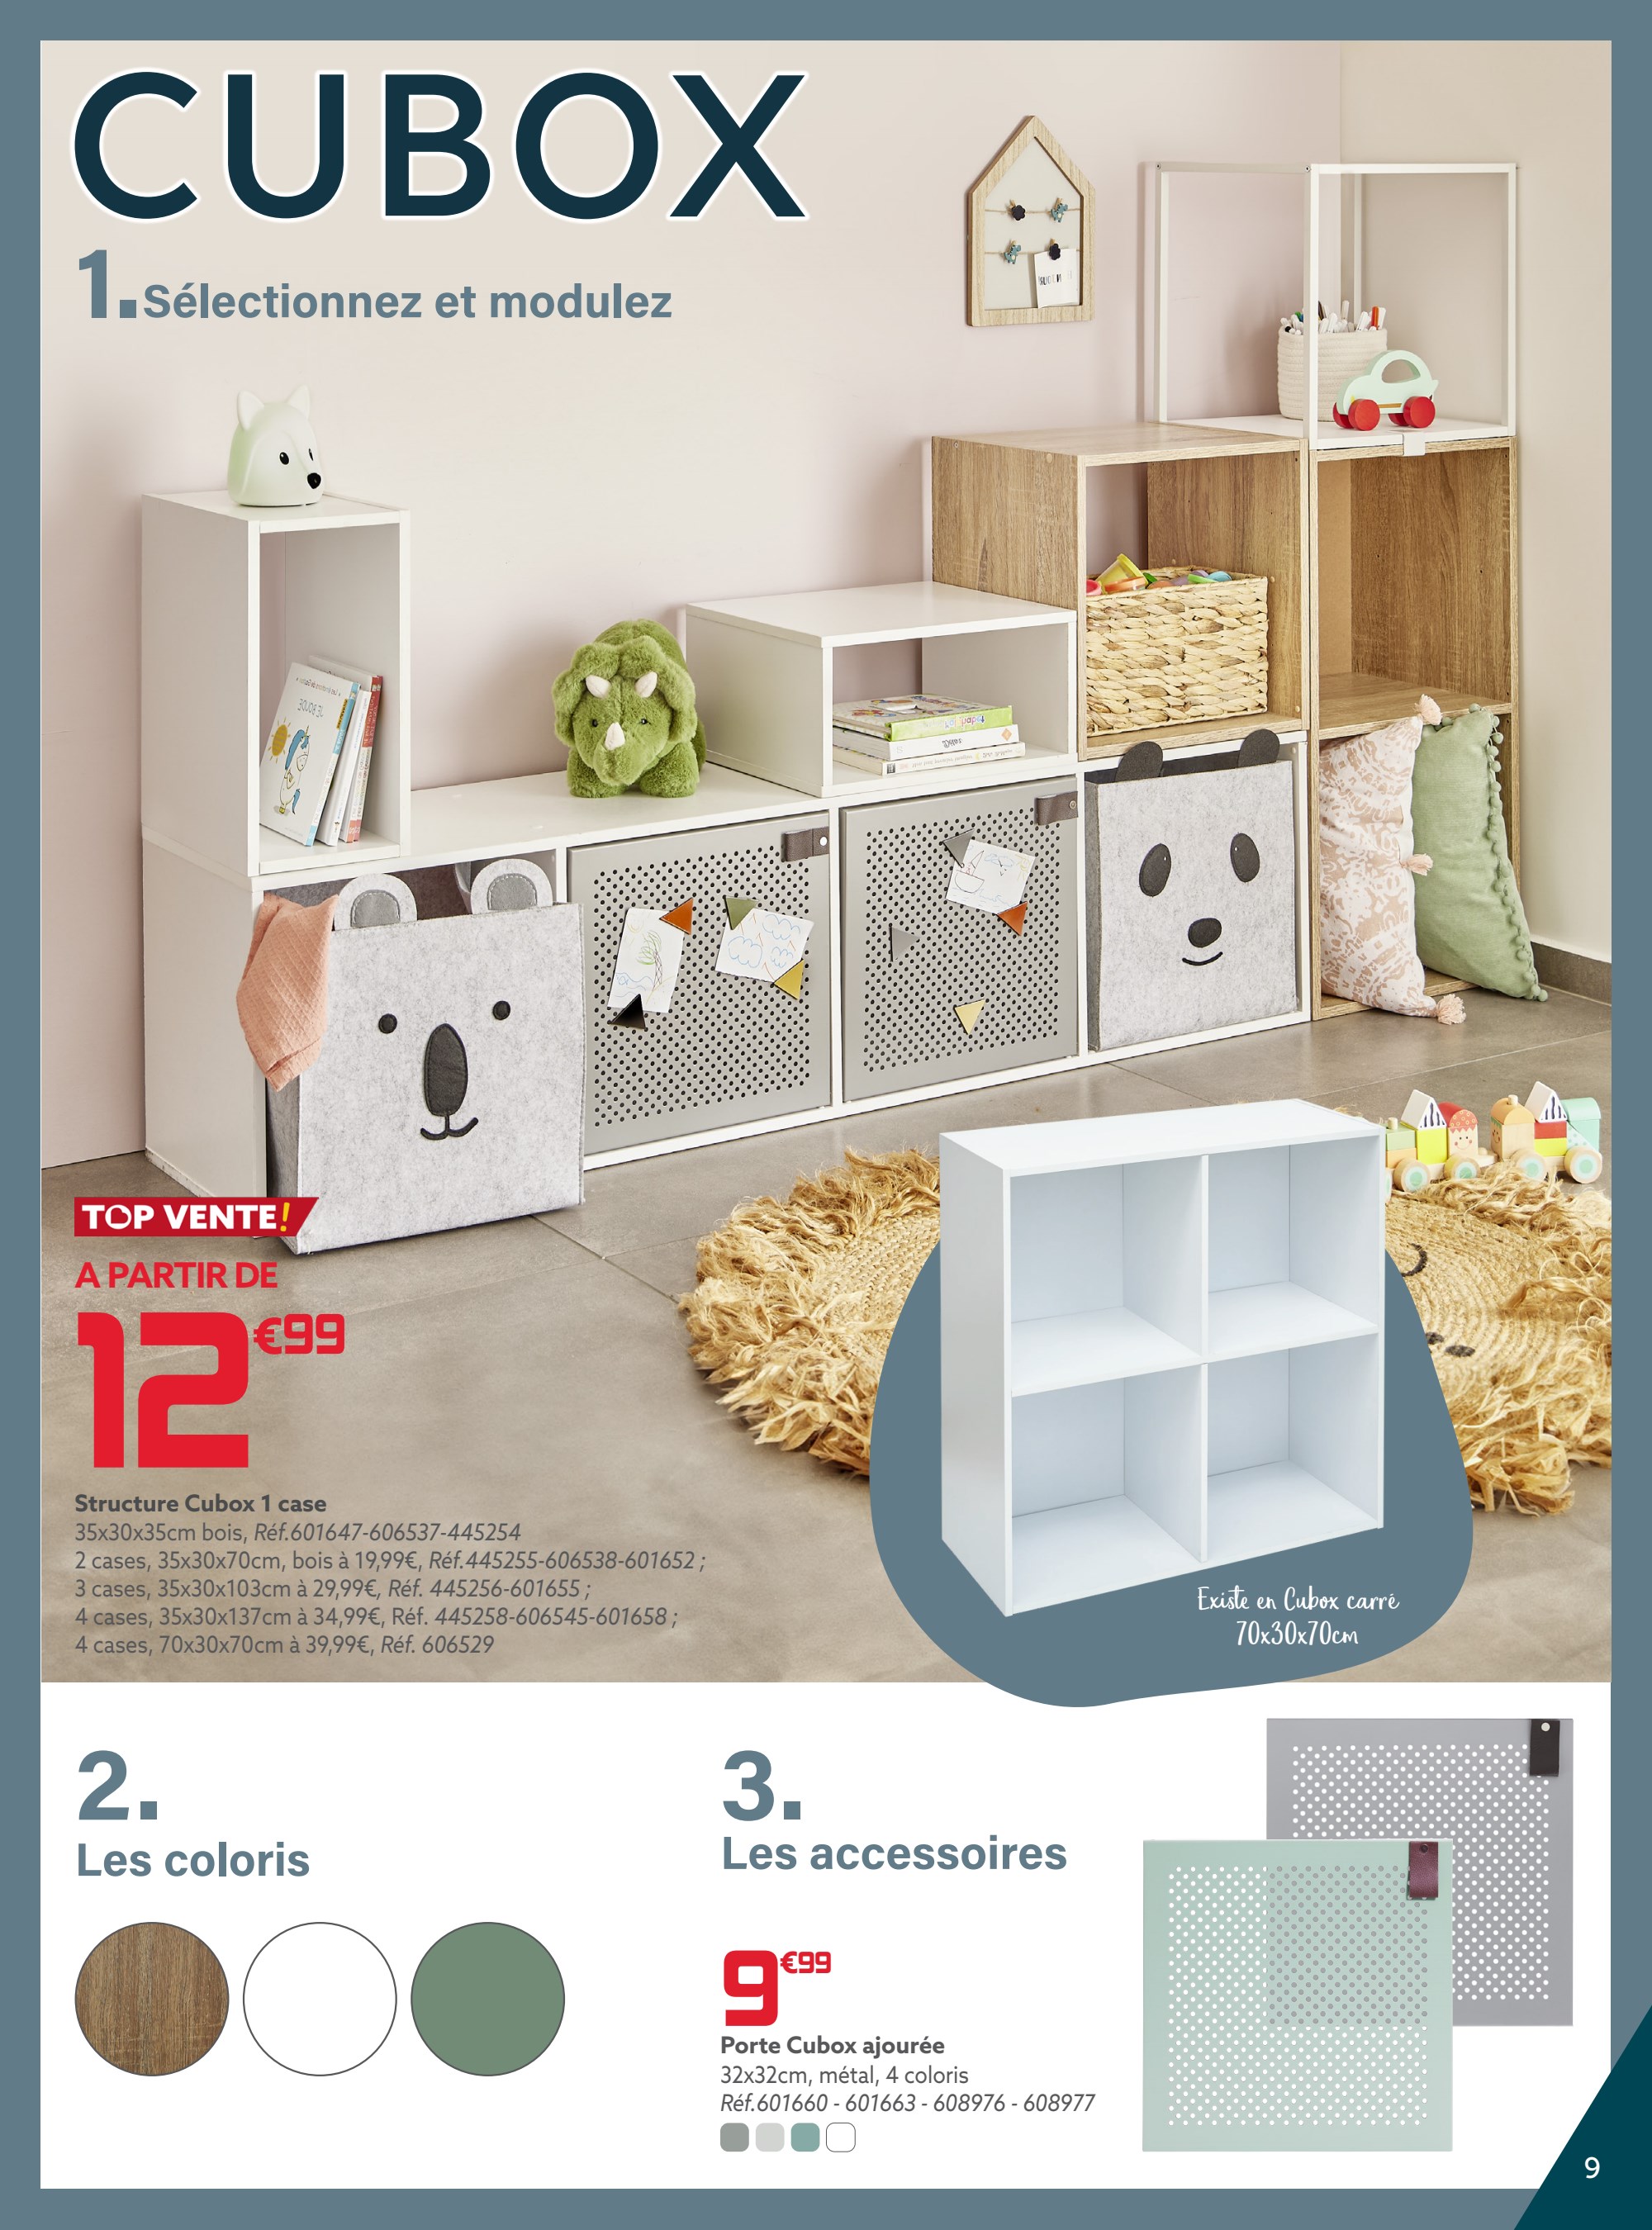 CUBOX
1. Sélectionnez et modulez
TOP VENTE!
A PARTIR DE
12€99
Structure Cubox 1 case
35x30x35cm bois, Réf.601647-606537-445254
2 cases, 35x30x70cm, bois à 19,99€, Réf.445255-606538-601652 ;
3 cases, 35x30x103cm à 29,99€, Réf. 445256-601655 ;
4 cases, 35x30x137cm à 34,99€, Réf. 445258-606545-601658 ;
4 cases, 70x30x70cm à 39,99€, Réf. 606529
Existe en Cubox carré
70x30x70cm
2.
Les coloris
3.
Les accessoires
9€99
Porte Cubox ajourée
32x32cm, métal, 4 coloris
Réf.601660 - 601663 - 608976 - 608977
9